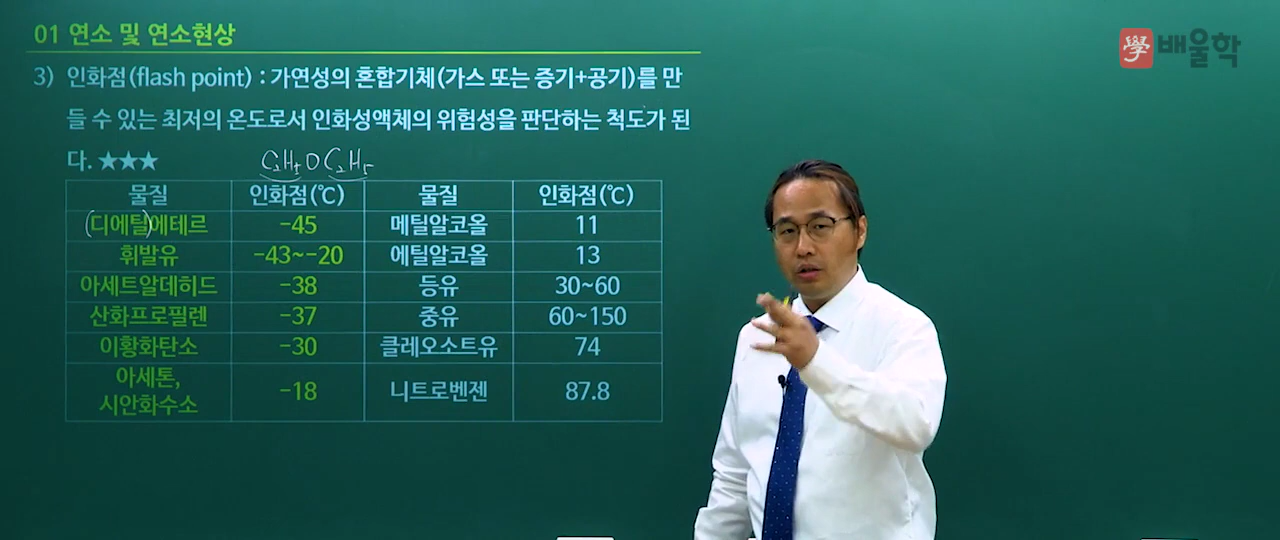 01 연소 및 연소현상
學 배울학
3) 인화점(flash point) : 가연성의 혼합기체(가스 또는 증기+공기)를 만
들 수 있는 최저의 온도로서 인화성액체의 위험성을 판단하는 척도가 된
다. ★★★
C₂H₅OC₂H₅
물질 인화점(℃) 물질 인화점(℃)
(디에틸)에테르 -45 메틸알코올 11
휘발유 -43~-20 에틸알코올 13
아세트알데히드 -38 등유 30~60
산화프로필렌 -37 중유 60~150
이황화탄소 -30 클레오소트유 74
아세톤,
시안화수소 -18 니트로벤젠 87.8